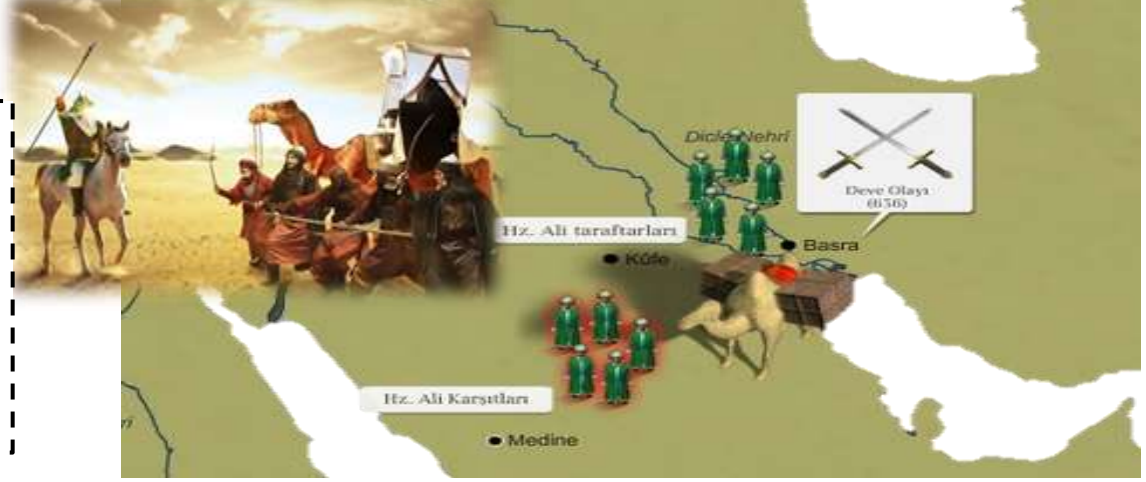 Dicle Nehri
Deve Olayı
(656)
Hz. Ali taraftarları
Basra
Kûfe
Hz. Ali Karşıtları
Medine